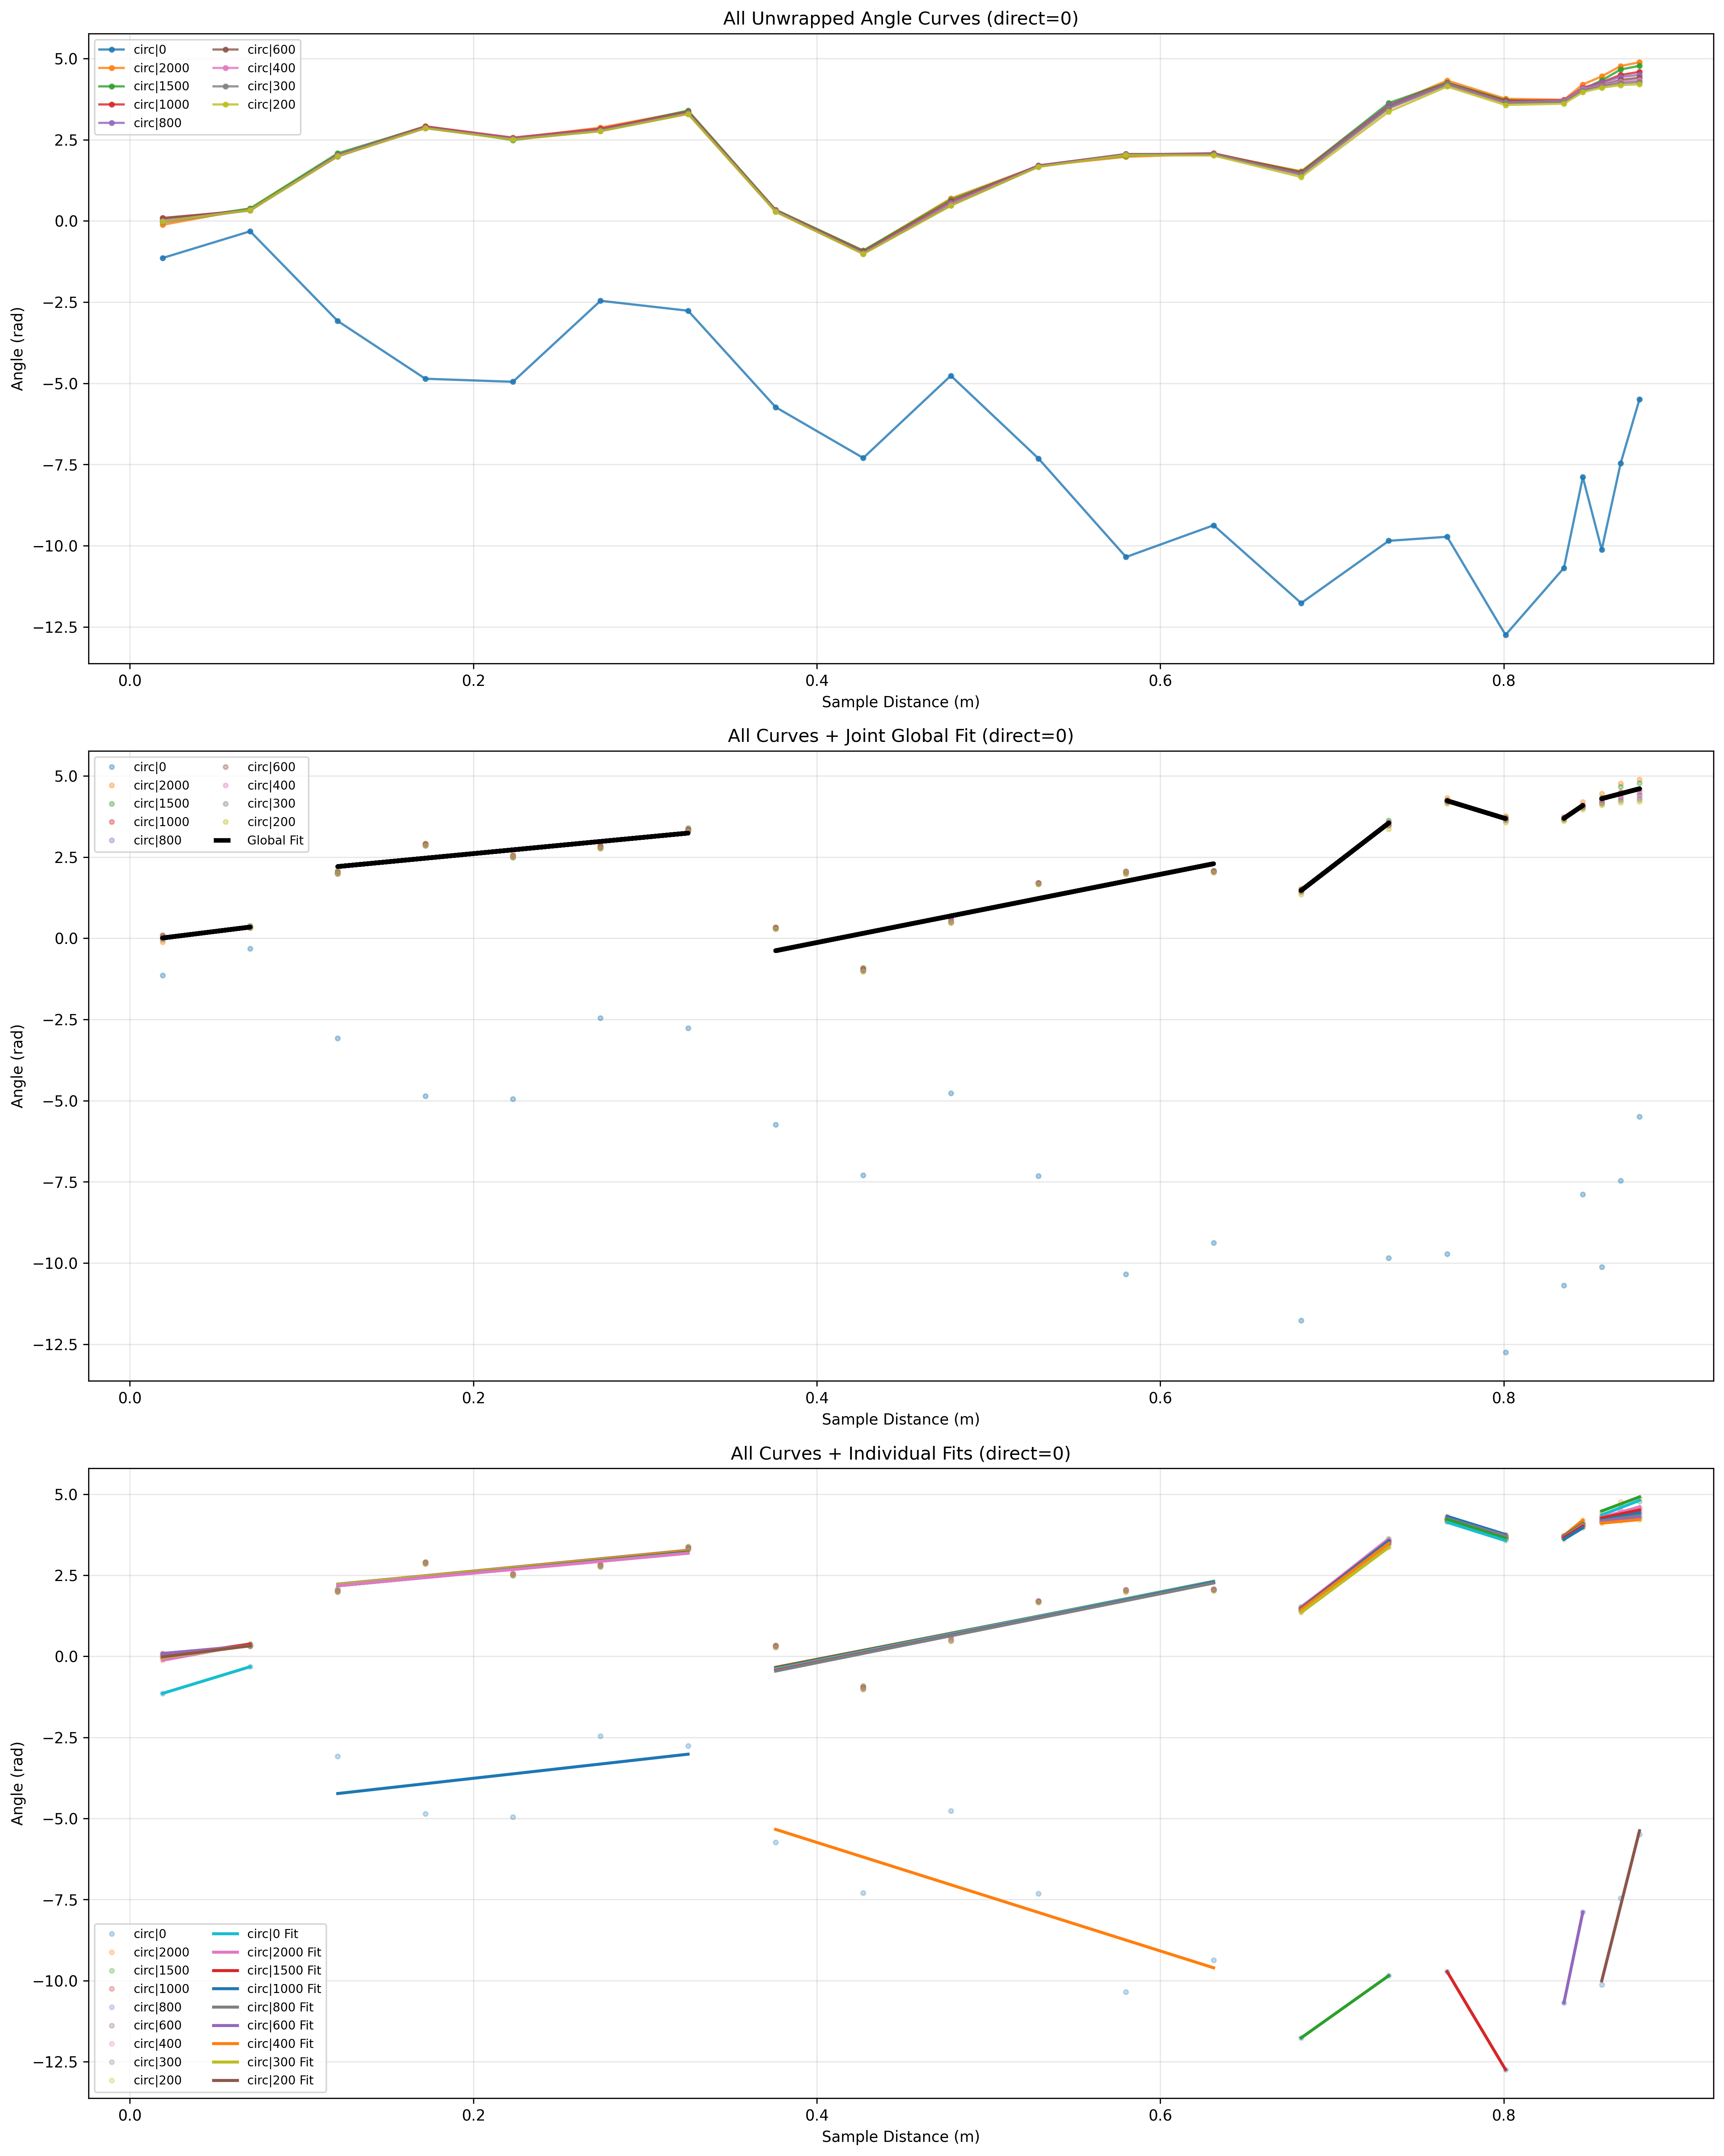 All Unwrapped Angle Curves (direct=0)
circ|0
circ|2000
circ|1500
circ|1000
circ|800
circ|600
circ|400
circ|300
circ|200
5.0
2.5
0.0
−2.5
−5.0
−7.5
−10.0
−12.5
Angle (rad)
0.0 0.2 0.4 0.6 0.8
Sample Distance (m)
All Curves + Joint Global Fit (direct=0)
circ|0
circ|2000
circ|1500
circ|1000
circ|800
circ|600
circ|400
circ|300
circ|200
Global Fit
5.0
2.5
0.0
−2.5
−5.0
−7.5
−10.0
−12.5
Angle (rad)
0.0 0.2 0.4 0.6 0.8
Sample Distance (m)
All Curves + Individual Fits (direct=0)
5.0
2.5
0.0
−2.5
−5.0
−7.5
−10.0
−12.5
Angle (rad)
circ|0
circ|2000
circ|1500
circ|1000
circ|800
circ|600
circ|400
circ|300
circ|200
circ|0 Fit
circ|2000 Fit
circ|1500 Fit
circ|1000 Fit
circ|800 Fit
circ|600 Fit
circ|400 Fit
circ|300 Fit
circ|200 Fit
0.0 0.2 0.4 0.6 0.8
Sample Distance (m)